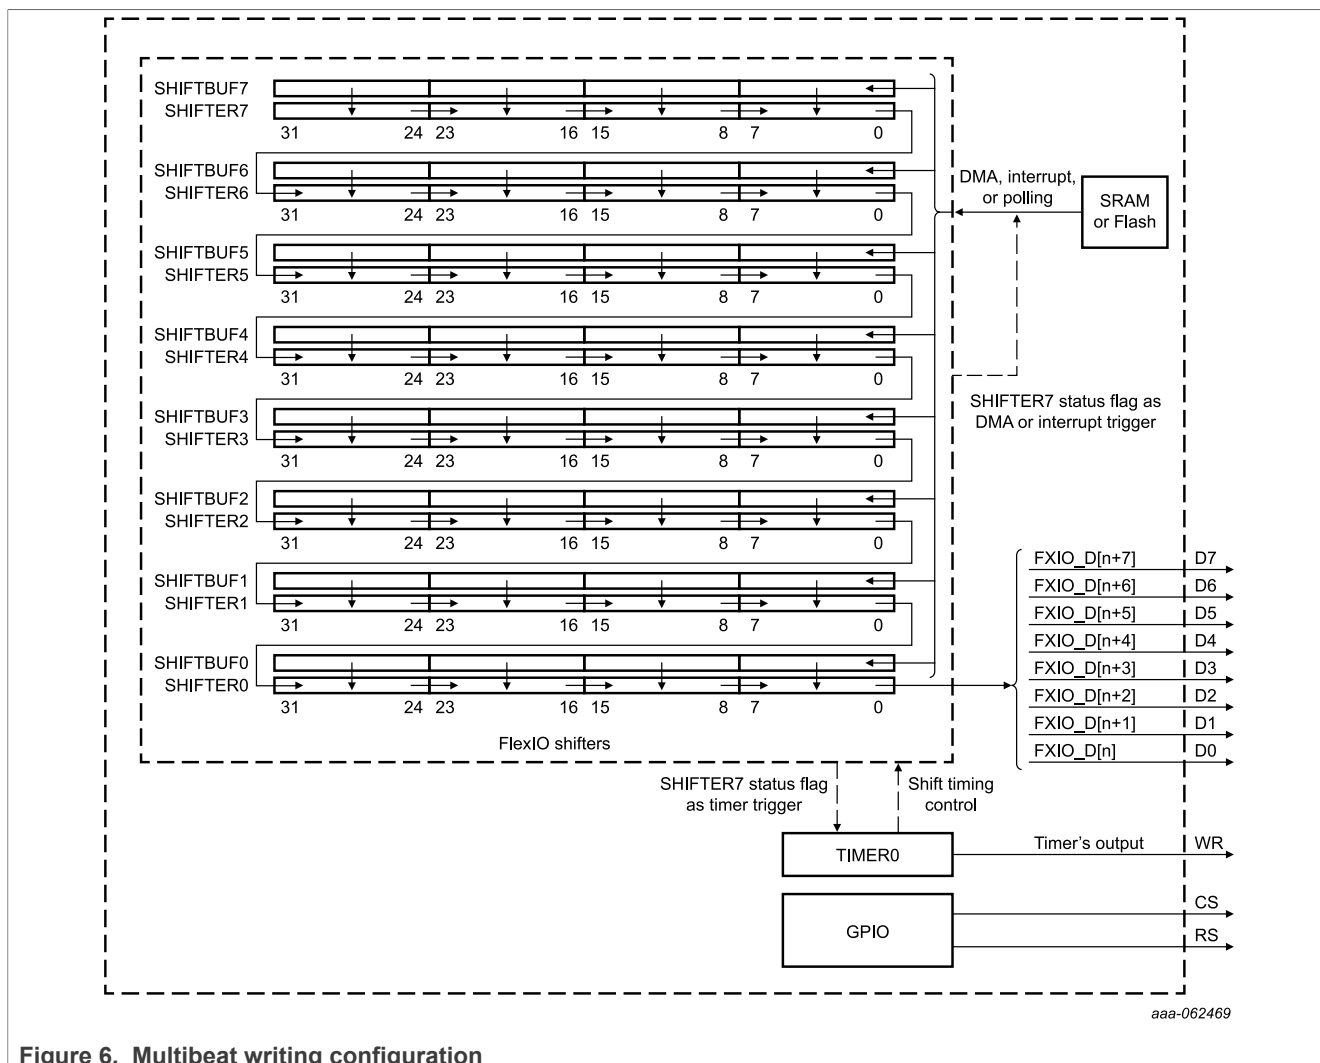 SHIFTBUF7
SHIFTER7
31 24 23 16 15 8 7 0
SHIFTBUF6
SHIFTER6
31 24 23 16 15 8 7 0
DMA, interrupt,
or polling
SRAM
or Flash
SHIFTBUF5
SHIFTER5
31 24 23 16 15 8 7 0
SHIFTBUF4
SHIFTER4
31 24 23 16 15 8 7 0
SHIFTER7 status flag as
DMA or interrupt trigger
SHIFTBUF3
SHIFTER3
31 24 23 16 15 8 7 0
SHIFTBUF2
SHIFTER2
31 24 23 16 15 8 7 0
SHIFTBUF1
SHIFTER1
31 24 23 16 15 8 7 0
SHIFTBUF0
SHIFTER0
31 24 23 16 15 8 7 0
FlexIO shifters
FXIO_D[n+7] D7
FXIO_D[n+6] D6
FXIO_D[n+5] D5
FXIO_D[n+4] D4
FXIO_D[n+3] D3
FXIO_D[n+2] D2
FXIO_D[n+1] D1
FXIO_D[n] D0
SHIFTER7 status flag
as timer trigger
Shift timing
control
TIMER0
Timer's output WR
GPIO
CS
RS
aaa-062469
Figure 6. Multibeat writing configuration